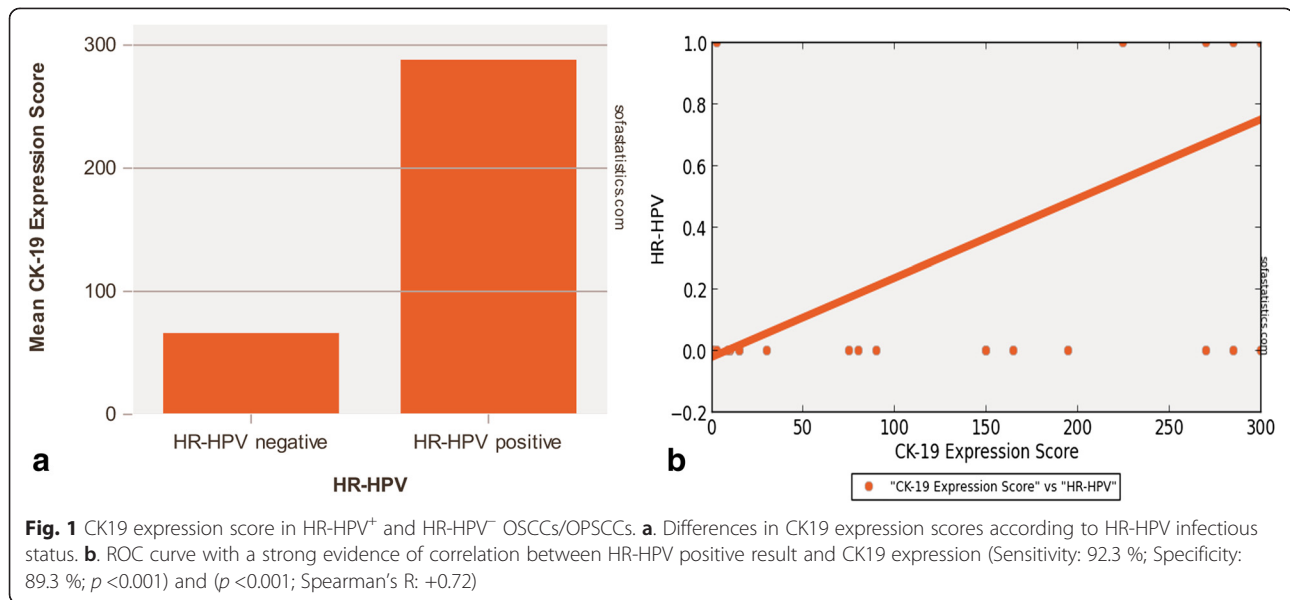 300
200
100
0
Mean CK-19 Expression Score
HR-HPV negative
HR-HPV positive
HR-HPV
sofastatistics.com
a
1.0
0.8
0.6
0.4
0.2
0.0
−0.2
HR-HPV
0
50
100
150
200
250
300
CK-19 Expression Score
sofastatistics.com
"CK-19 Expression Score" vs "HR-HPV"
b
Fig. 1 CK19 expression score in HR-HPV⁺ and HR-HPV⁻ OSCCs/OPSCCs. a. Differences in CK19 expression scores according to HR-HPV infectious
status. b. ROC curve with a strong evidence of correlation between HR-HPV positive result and CK19 expression (Sensitivity: 92.3 %; Specificity:
89.3 %; p <0.001) and (p <0.001; Spearman's R: +0.72)